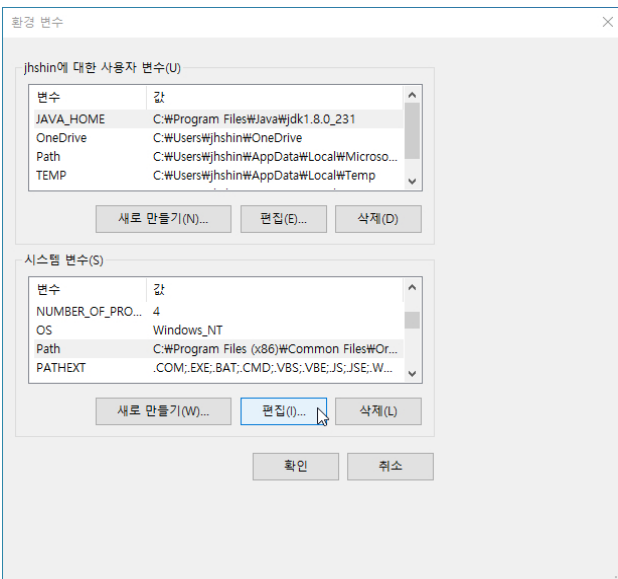 환경 변수
jhshin에 대한 사용자 변수(U)
변수 값
JAVA_HOME C:₩Program Files₩Java₩jdk1.8.0_231
OneDrive C:₩Users₩jhshin₩OneDrive
Path C:₩Users₩jhshin₩AppData₩Local₩Microso...
TEMP C:₩Users₩jhshin₩AppData₩Local₩Temp
새로 만들기(N)... 편집(E)... 삭제(D)
시스템 변수(S)
변수 값
NUMBER_OF_PRO... 4
OS Windows_NT
Path C:₩Program Files (x86)₩Common Files₩Or...
PATHEXT .COM;.EXE;.BAT;.CMD;.VBS;.VBE;.JS;.JSE;.W...
새로 만들기(W)... 편집(I)... 삭제(L)
확인 취소